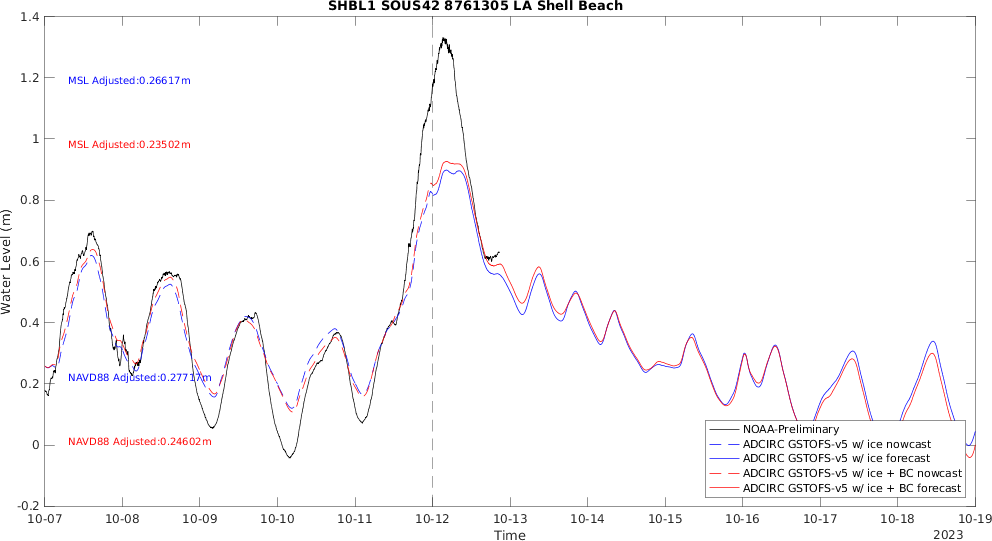 SHBL1 SOUS42 8761305 LA Shell Beach
Water Level (m)
1.4
1.2
1
0.8
0.6
0.4
0.2
0
-0.2
MSL Adjusted:0.26617m
MSL Adjusted:0.23502m
NAVD88 Adjusted:0.27717m
NAVD88 Adjusted:0.24602m
NOAA-Preliminary
ADCIRC GSTOFS-v5 w/ ice nowcast
ADCIRC GSTOFS-v5 w/ ice forecast
ADCIRC GSTOFS-v5 w/ ice + BC nowcast
ADCIRC GSTOFS-v5 w/ ice + BC forecast
10-07 10-08 10-09 10-10 10-11 10-12 10-13 10-14 10-15 10-16 10-17 10-18 10-19
Time
2023